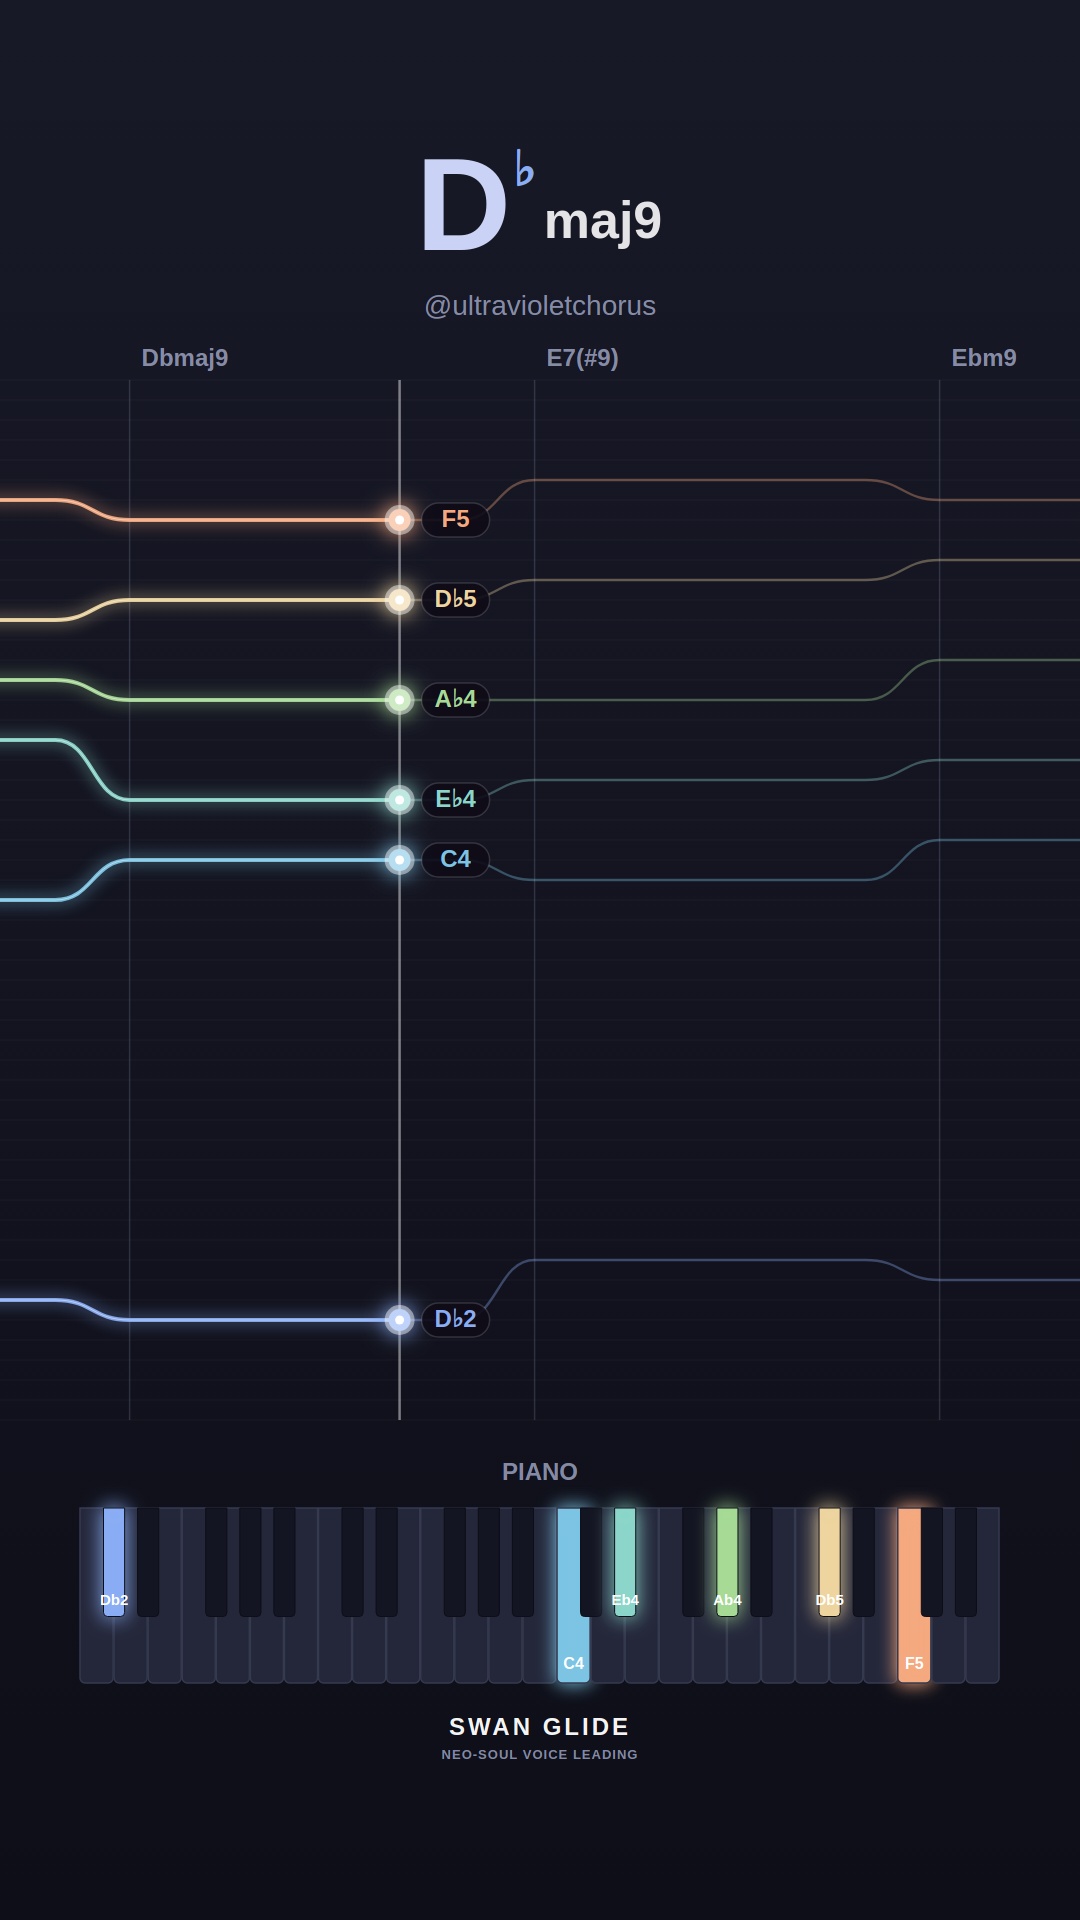 D♭maj9
@ultravioletchorus
Dbmaj9 E7(#9) Ebm9
F5
D♭5
A♭4
E♭4
C4
D♭2
PIANO
Db2 Eb4 Ab4 Db5
C4 F5
SWAN GLIDE
NEO-SOUL VOICE LEADING